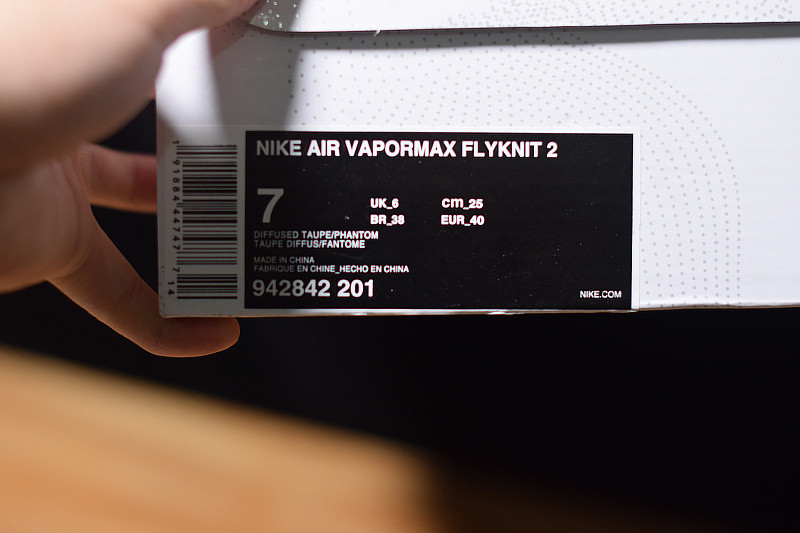 NIKE AIR VAPORMAX FLYKNIT 2
7
UK_6 cm_25
BR_38 EUR_40
DIFFUSED TAUPE/PHANTOM
TAUPE DIFFUS/FANTOME
MADE IN CHINA
FABRIQUE EN CHINE_HECHO EN CHINA
942842 201
NIKE.COM